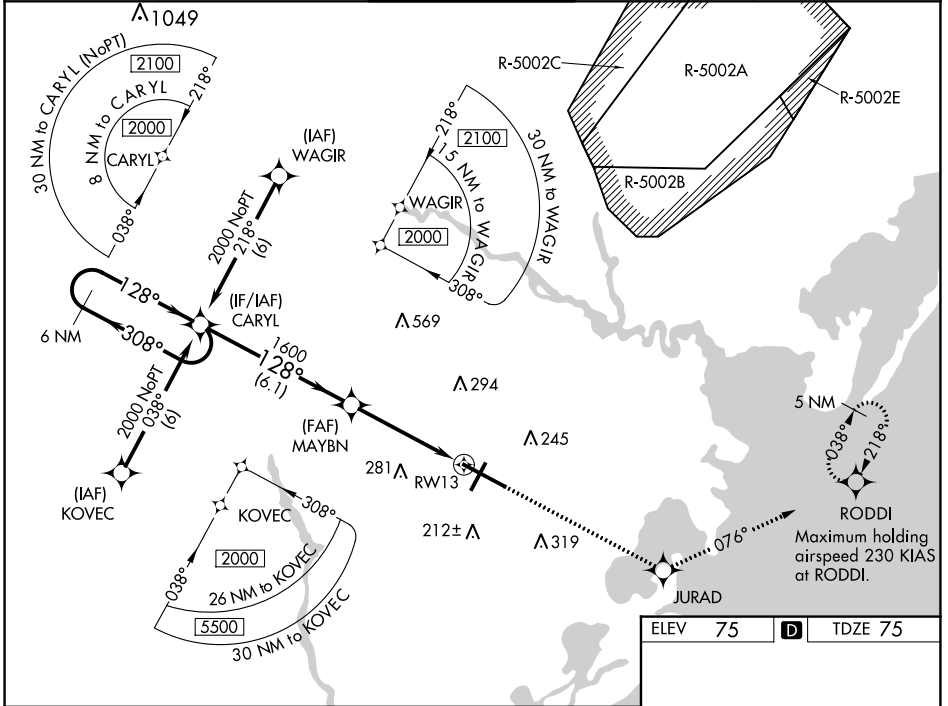 1049
30 NM to CARYL (NoPT)
2100
8 NM to CARYL
218°
2000
CARYL
038°
(IAF)
WAGIR
2000 NoPT
218°
(6)
218°
2100
30 NM to WAGIR
15 NM to WAGIR
WAGIR
2000
308°
R-5002C
R-5002A
R-5002E
R-5002B
128°
(IF/IAF)
CARYL
6 NM
308°
1600
128°
(6.1)
569
2000 NoPT
038°
(6)
(FAF)
MAYBN
294
(IAF)
KOVEC
281
RW13
245
5 NM
038°
218°
RODDI
Maximum holding
airspeed 230 KIAS
at RODDI.
KOVEC
308°
038°
2000
26 NM to KOVEC
5500
30 NM to KOVEC
212±
319
076°
JURAD
ELEV 75
D
TDZE 75